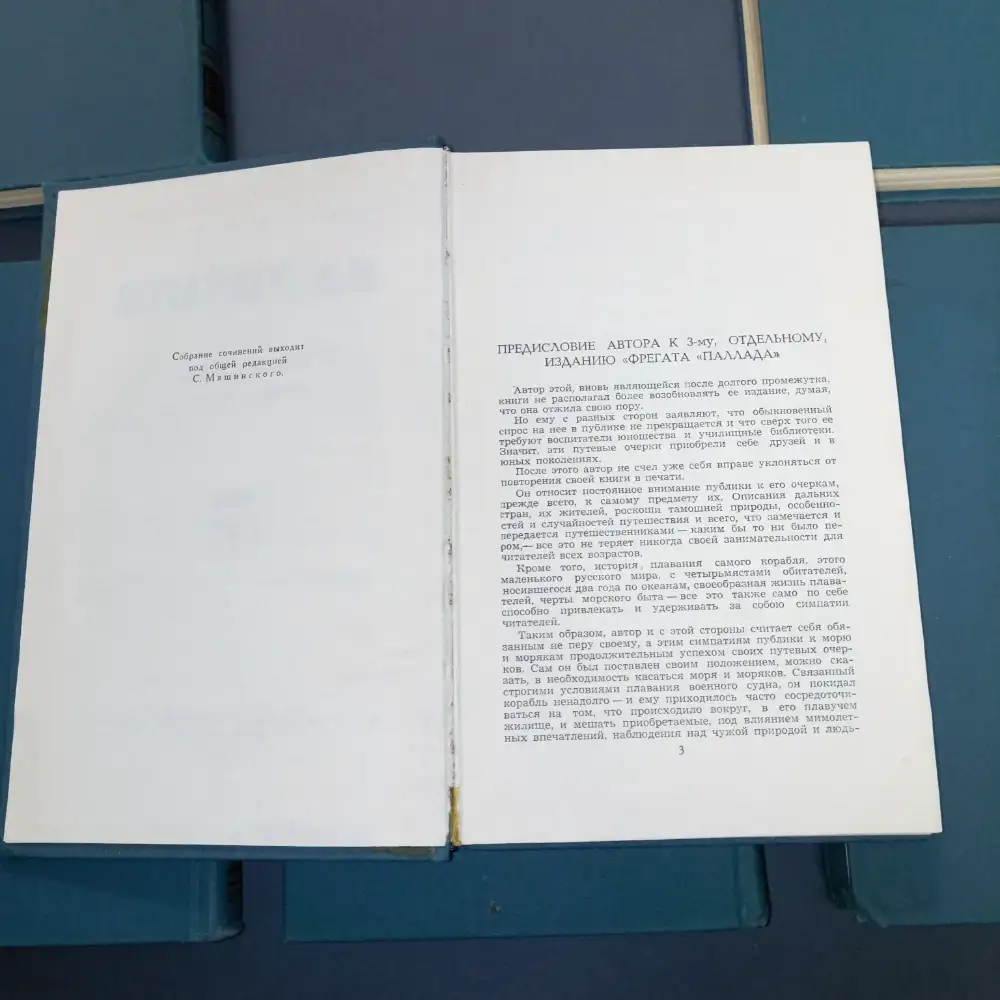 Собрание сочинений выходит
под общей редакцией
С. Машинского.
ПРЕДИСЛОВИЕ АВТОРА К 3-му, ОТДЕЛЬНОМУ,
ИЗДАНИЮ «ФРЕГАТА «ПАЛЛАДА»
Автор этой, вновь являющейся после долгого промежутка,
книги не располагал более возобновлять ее издание, думая,
что она отжила свою пору.
Но ему с разных сторон заявляют, что обыкновенный
спрос на нее в публике не прекращается и что сверх того ее
требуют воспитатели юношества и училищные библиотеки.
Значит, эти путевые очерки приобрели себе друзей и в
юных поколениях.
После этого автор не счел уже себя вправе уклоняться от
повторения своей книги в печати.
Он относит постоянное внимание публики к его очеркам,
прежде всего, к самому предмету их. Описания дальних
стран, их жителей, роскоши тамошней природы, особенно-
стей и случайностей путешествия и всего, что замечается и
передается путешественниками — каким бы то ни было пе-
ром,— все это не теряет никогда своей занимательности для
читателей всех возрастов.
Кроме того, история плавания самого корабля, этого
маленького русского мира, с четырьмястами обитателей,
носившегося два года по океанам, своеобразная жизнь плава-
телей, черты морского быта — все это также само по себе
способно привлекать и удерживать за собою симпатии
читателей.
Таким образом, автор и с этой стороны считает себя обя-
занным не перу своему, а этим симпатиям публики к морю
и морякам продолжительным успехом своих путевых очер-
ков. Сам он был поставлен своим положением, можно ска-
зать, в необходимость касаться моря и моряков. Связанный
строгими условиями плавания военного судна, он покидал
корабль ненадолго — и ему приходилось часто сосредоточи-
ваться на том, что происходило вокруг, в его плавучем
жилище, и мешать приобретаемые, под влиянием мимолет-
ных впечатлений, наблюдения над чужой природой и людь-
3